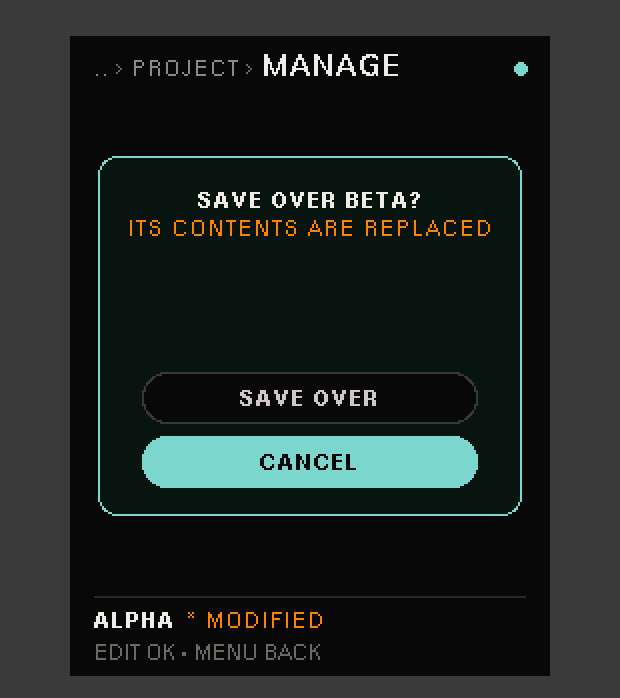 ..› PROJECT› MANAGE
SAVE OVER BETA?
ITS CONTENTS ARE REPLACED
SAVE OVER
CANCEL
ALPHA * MODIFIED
EDIT OK • MENU BACK